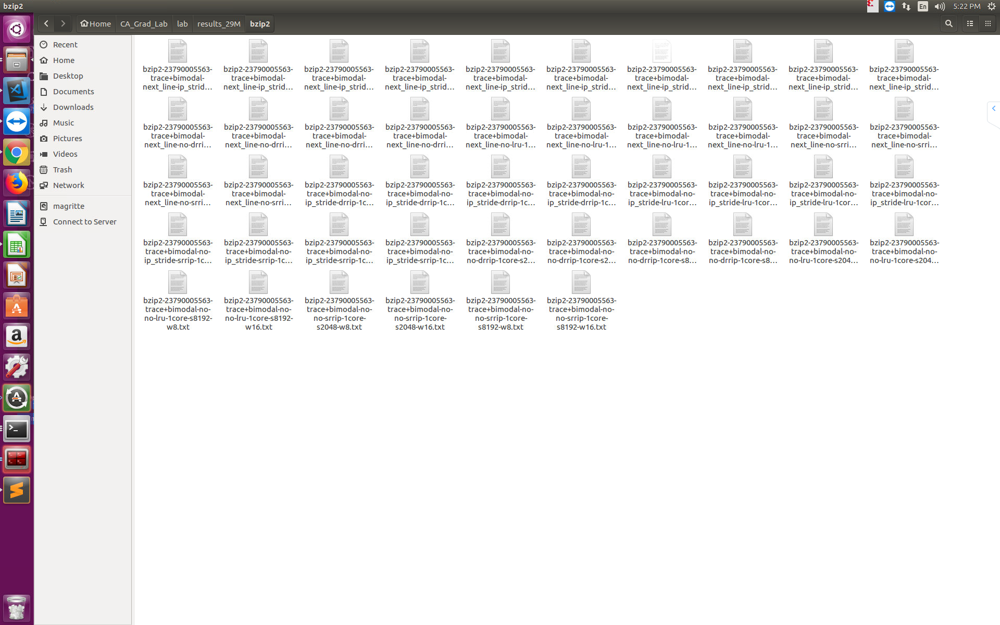 bzip2
En
5:22 PM
Home CA_Grad_Lab lab results_29M bzip2
Recent
Home
Desktop
Documents
Downloads
Music
Pictures
Videos
Trash
Network
magritte
Connect to Server
bzip2-23790005563- bzip2-23790005563- bzip2-23790005563- bzip2-23790005563- bzip2-23790005563- bzip2-23790005563- bzip2-23790005563- bzip2-23790005563- bzip2-23790005563- bzip2-23790005563-
trace+bimodal- trace+bimodal- trace+bimodal- trace+bimodal- trace+bimodal- trace+bimodal- trace+bimodal- trace+bimodal- trace+bimodal- trace+bimodal-
next_line-ip_strid... next_line-ip_strid... next_line-ip_strid... next_line-ip_strid... next_line-ip_strid... next_line-ip_strid... next_line-ip_strid... next_line-ip_strid... next_line-ip_strid... next_line-ip_strid...
bzip2-23790005563- bzip2-23790005563- bzip2-23790005563- bzip2-23790005563- bzip2-23790005563- bzip2-23790005563- bzip2-23790005563- bzip2-23790005563- bzip2-23790005563- bzip2-23790005563-
trace+bimodal- trace+bimodal- trace+bimodal- trace+bimodal- trace+bimodal- trace+bimodal- trace+bimodal- trace+bimodal- trace+bimodal- trace+bimodal-
next_line-no-drri... next_line-no-drri... next_line-no-drri... next_line-no-drri... next_line-no-lru-1... next_line-no-lru-1... next_line-no-lru-1... next_line-no-lru-1... next_line-no-srri... next_line-no-srri...
bzip2-23790005563- bzip2-23790005563- bzip2-23790005563- bzip2-23790005563- bzip2-23790005563- bzip2-23790005563- bzip2-23790005563- bzip2-23790005563- bzip2-23790005563- bzip2-23790005563-
trace+bimodal- trace+bimodal- trace+bimodal-no- trace+bimodal-no- trace+bimodal-no- trace+bimodal-no- trace+bimodal-no- trace+bimodal-no- trace+bimodal-no- trace+bimodal-no-
next_line-no-srri... next_line-no-srri... ip_stride-drrip-1c... ip_stride-drrip-1c... ip_stride-drrip-1c... ip_stride-drrip-1c... ip_stride-lru-1cor... ip_stride-lru-1cor... ip_stride-lru-1cor... ip_stride-lru-1cor...
bzip2-23790005563- bzip2-23790005563- bzip2-23790005563- bzip2-23790005563- bzip2-23790005563- bzip2-23790005563- bzip2-23790005563- bzip2-23790005563- bzip2-23790005563- bzip2-23790005563-
trace+bimodal-no- trace+bimodal-no- trace+bimodal-no- trace+bimodal-no- trace+bimodal-no- trace+bimodal-no- trace+bimodal-no- trace+bimodal-no- trace+bimodal-no- trace+bimodal-no-
ip_stride-srrip-1c... ip_stride-srrip-1c... ip_stride-srrip-1c... ip_stride-srrip-1c... no-drrip-1core-s2... no-drrip-1core-s2... no-drrip-1core-s8... no-drrip-1core-s8... no-lru-1core-s204... no-lru-1core-s204...
bzip2-23790005563- bzip2-23790005563- bzip2-23790005563- bzip2-23790005563- bzip2-23790005563- bzip2-23790005563-
trace+bimodal-no- trace+bimodal-no- trace+bimodal-no- trace+bimodal-no- trace+bimodal-no- trace+bimodal-no-
no-lru-1core-s8192- no-lru-1core-s8192- no-srrip-1core- no-srrip-1core- no-srrip-1core- no-srrip-1core-
w8.txt w16.txt s2048-w8.txt s2048-w16.txt s8192-w8.txt s8192-w16.txt